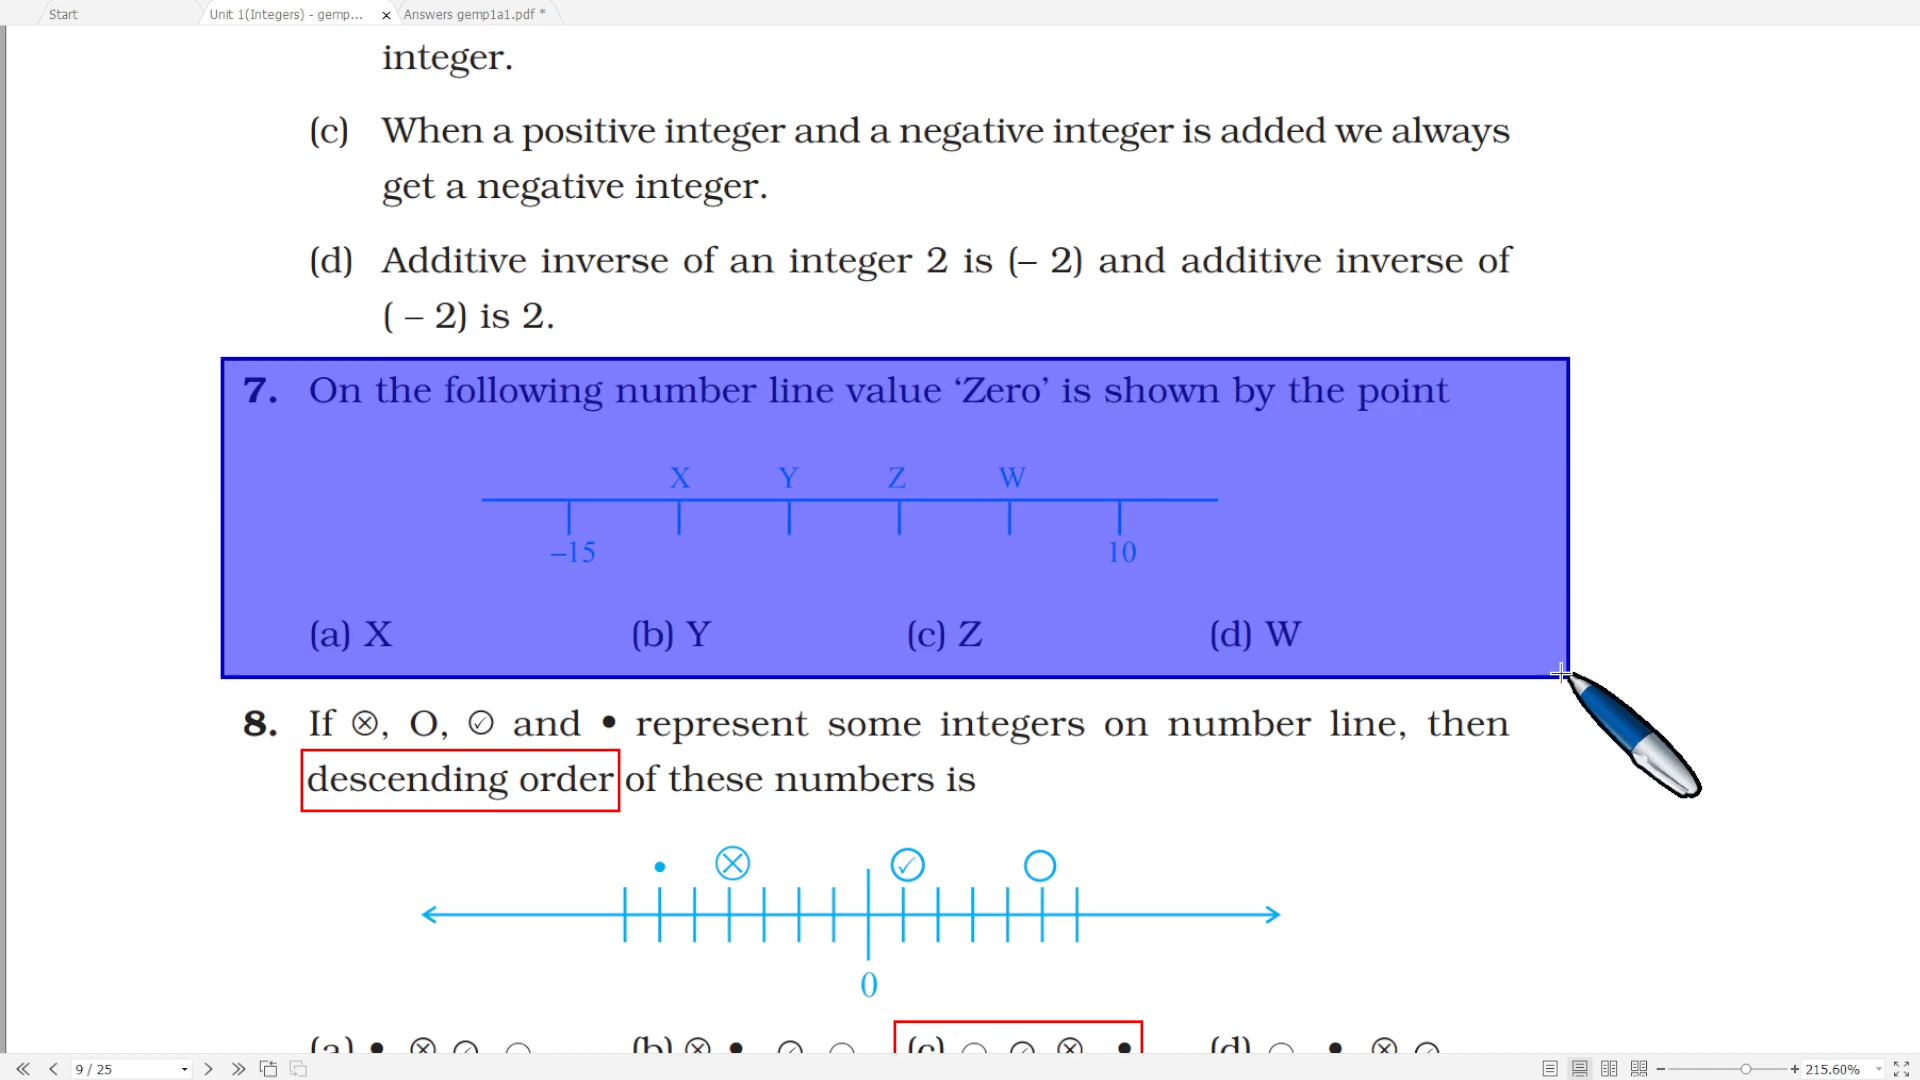 Start
Unit 1(Integers) - gemp... ×
Answers gemp1a1.pdf *
integer.
(c) When a positive integer and a negative integer is added we always
get a negative integer.
(d) Additive inverse of an integer 2 is (– 2) and additive inverse of
( – 2) is 2.
7. On the following number line value ‘Zero’ is shown by the point
X Y Z W
–15 10
(a) X (b) Y (c) Z (d) W
8. If ⊗, O, ✓ and • represent some integers on number line, then
descending order of these numbers is
0
(a) (b) (c) (d)
9 / 25
215.60%